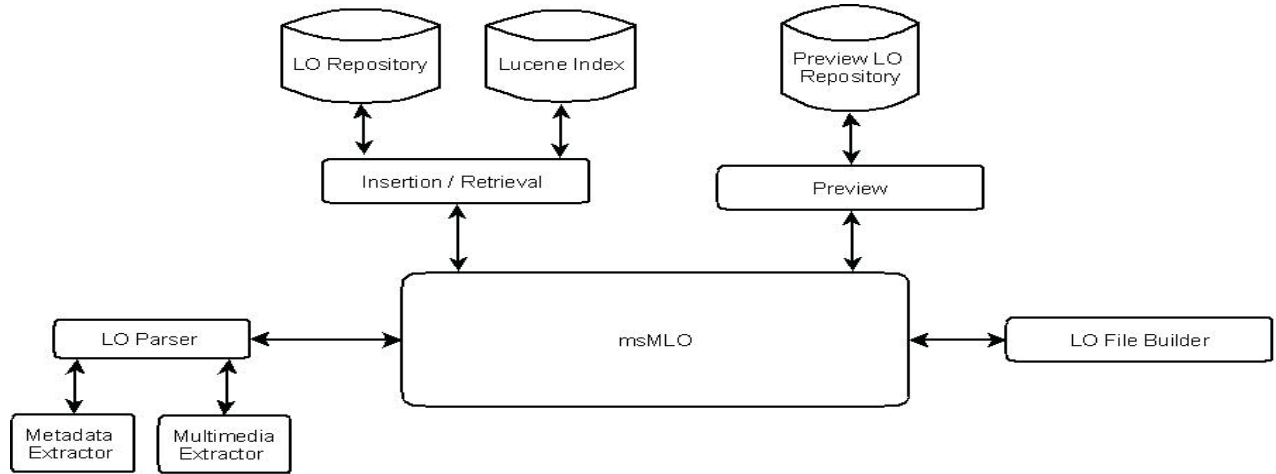 LO Repository
Lucene Index
Preview LO
Repository
Insertion / Retrieval
Preview
LO Parser
msMLO
LO File Builder
Metadata
Extractor
Multimedia
Extractor